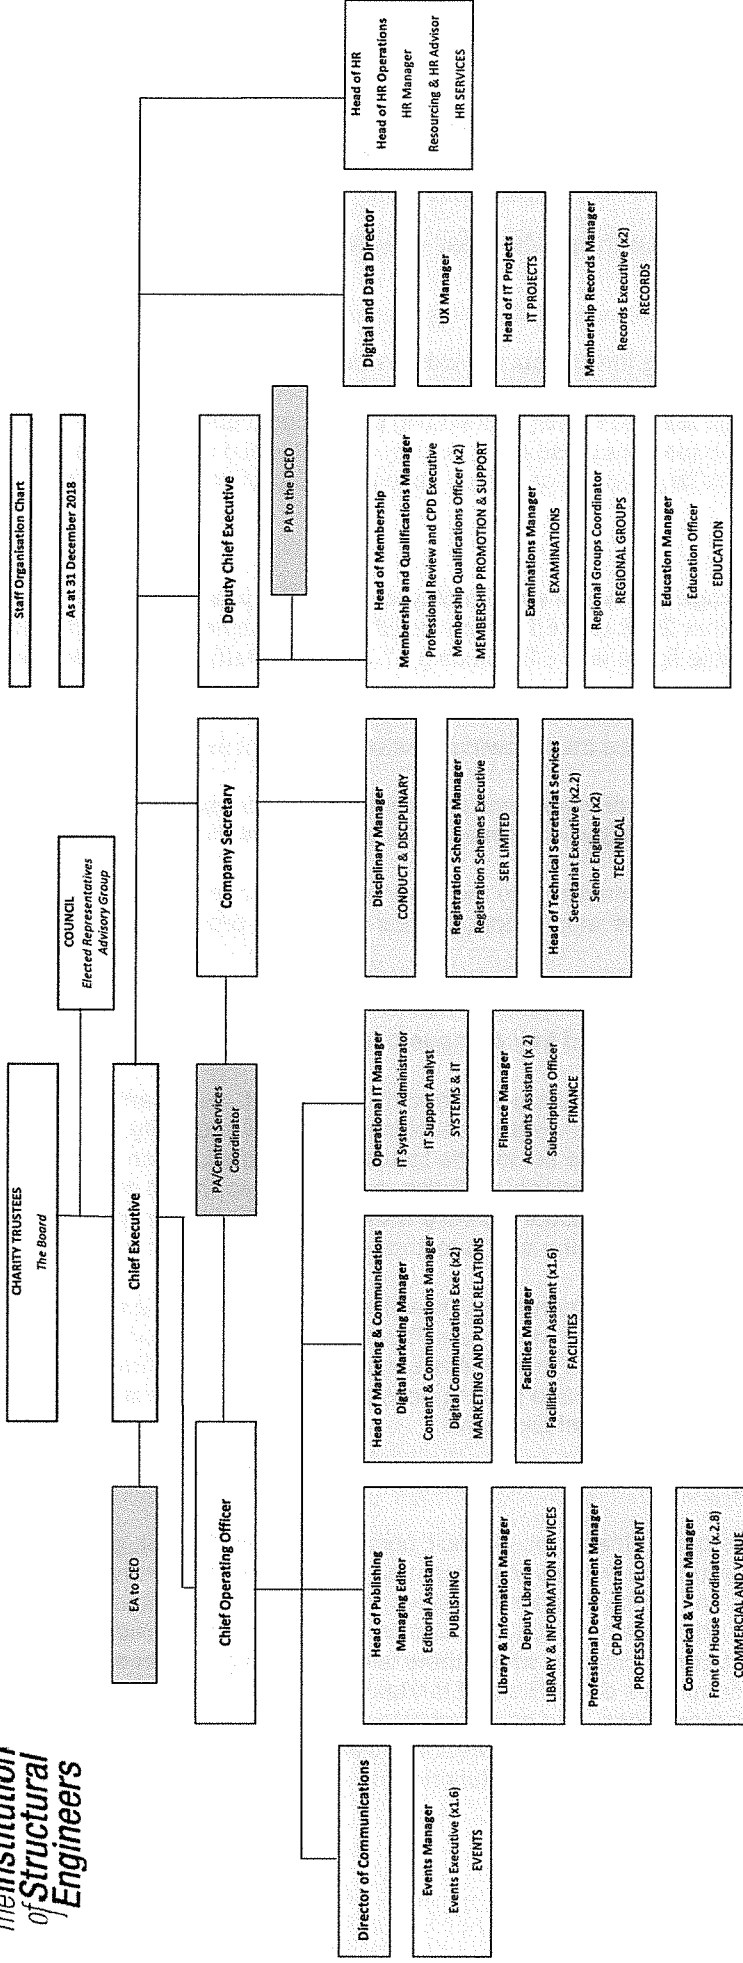 the Institution
of Structural
Engineers
Staff Organisation Chart
As at 31 December 2018
CHARITY TRUSTEES
The Board
COUNCIL
Elected Representatives
Advisory Group
EA to CEO
Chief Executive
Chief Operating Officer
PA/Central Services
Coordinator
Company Secretary
Deputy Chief Executive
PA to the DCEO
Director of Communications
Events Manager
Events Executive (x1.6)
EVENTS
Head of Publishing
Managing Editor
Editorial Assistant
PUBLISHING
Library & Information Manager
Deputy Librarian
LIBRARY & INFORMATION SERVICES
Professional Development Manager
CPD Administrator
PROFESSIONAL DEVELOPMENT
Commerical & Venue Manager
Front of House Coordinator (x.2.8)
COMMERCIAL AND VENUE
Head of Marketing & Communications
Digital Marketing Manager
Content & Communications Manager
Digital Communications Exec (x2)
MARKETING AND PUBLIC RELATIONS
Facilities Manager
Facilities General Assistant (x1.6)
FACILITIES
Operational IT Manager
IT Systems Administrator
IT Support Analyst
SYSTEMS & IT
Finance Manager
Accounts Assistant (x 2)
Subscriptions Officer
FINANCE
Disciplinary Manager
CONDUCT & DISCIPLINARY
Registration Schemes Manager
Registration Schemes Executive
SER LIMITED
Head of Technical Secretariat Services
Secretariat Executive (x2.2)
Senior Engineer (x2)
TECHNICAL
Head of Membership
Membership and Qualifications Manager
Professional Review and CPD Executive
Membership Qualifications Officer (x2)
MEMBERSHIP PROMOTION & SUPPORT
Examinations Manager
EXAMINATIONS
Regional Groups Coordinator
REGIONAL GROUPS
Education Manager
Education Officer
EDUCATION
Digital and Data Director
UX Manager
Head of IT Projects
IT PROJECTS
Membership Records Manager
Records Executive (x2)
RECORDS
Head of HR
Head of HR Operations
HR Manager
Resourcing & HR Advisor
HR SERVICES